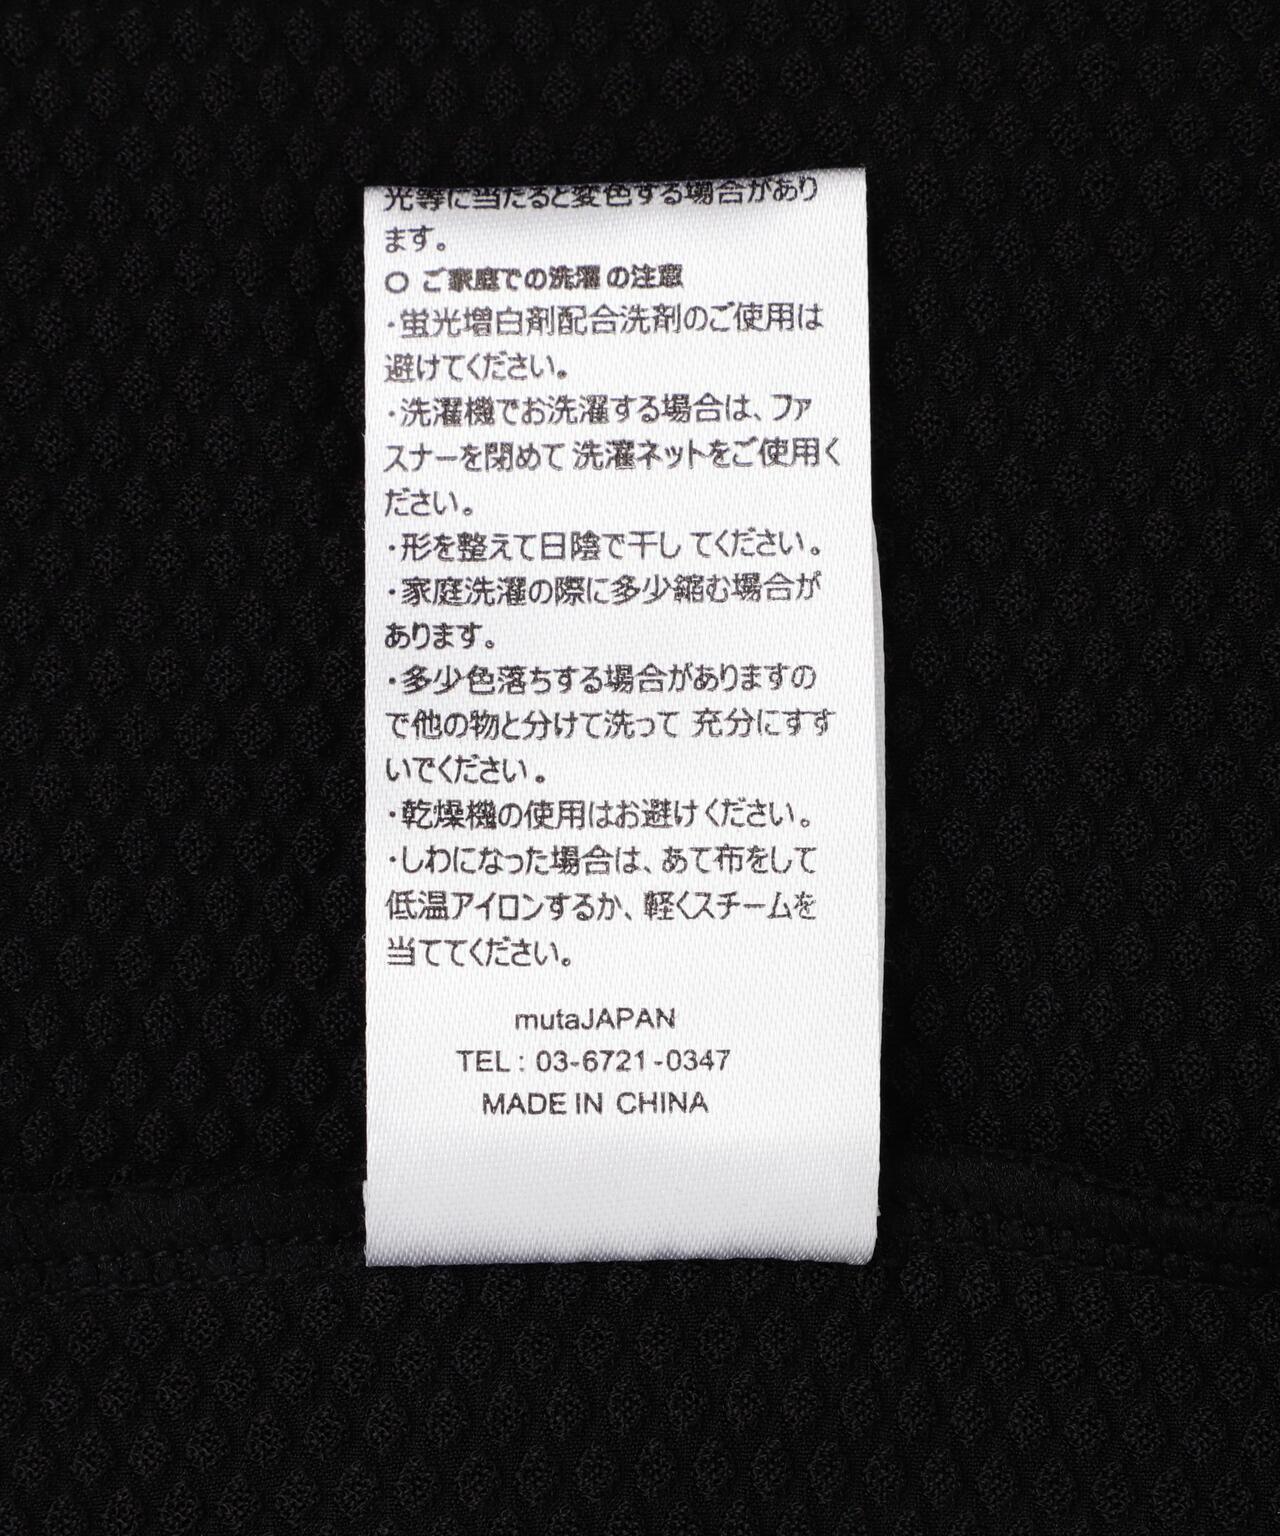 光等に当たると変色する場合があり
ます。
○ ご家庭での洗濯の注意
・蛍光増白剤配合洗剤のご使用は
避けてください。
・洗濯機でお洗濯する場合は、ファ
スナーを閉めて洗濯ネットをご使用く
ださい。
・形を整えて日陰で干してください。
・家庭洗濯の際に多少縮む場合が
あります。
・多少色落ちする場合がありますの
で他の物と分けて洗って充分にすす
いでください。
・乾燥機の使用はお避けください。
・しわになった場合は、あて布をして
低温アイロンするか、軽くスチームを
当ててください。
mutaJAPAN
TEL : 03-6721-0347
MADE IN CHINA